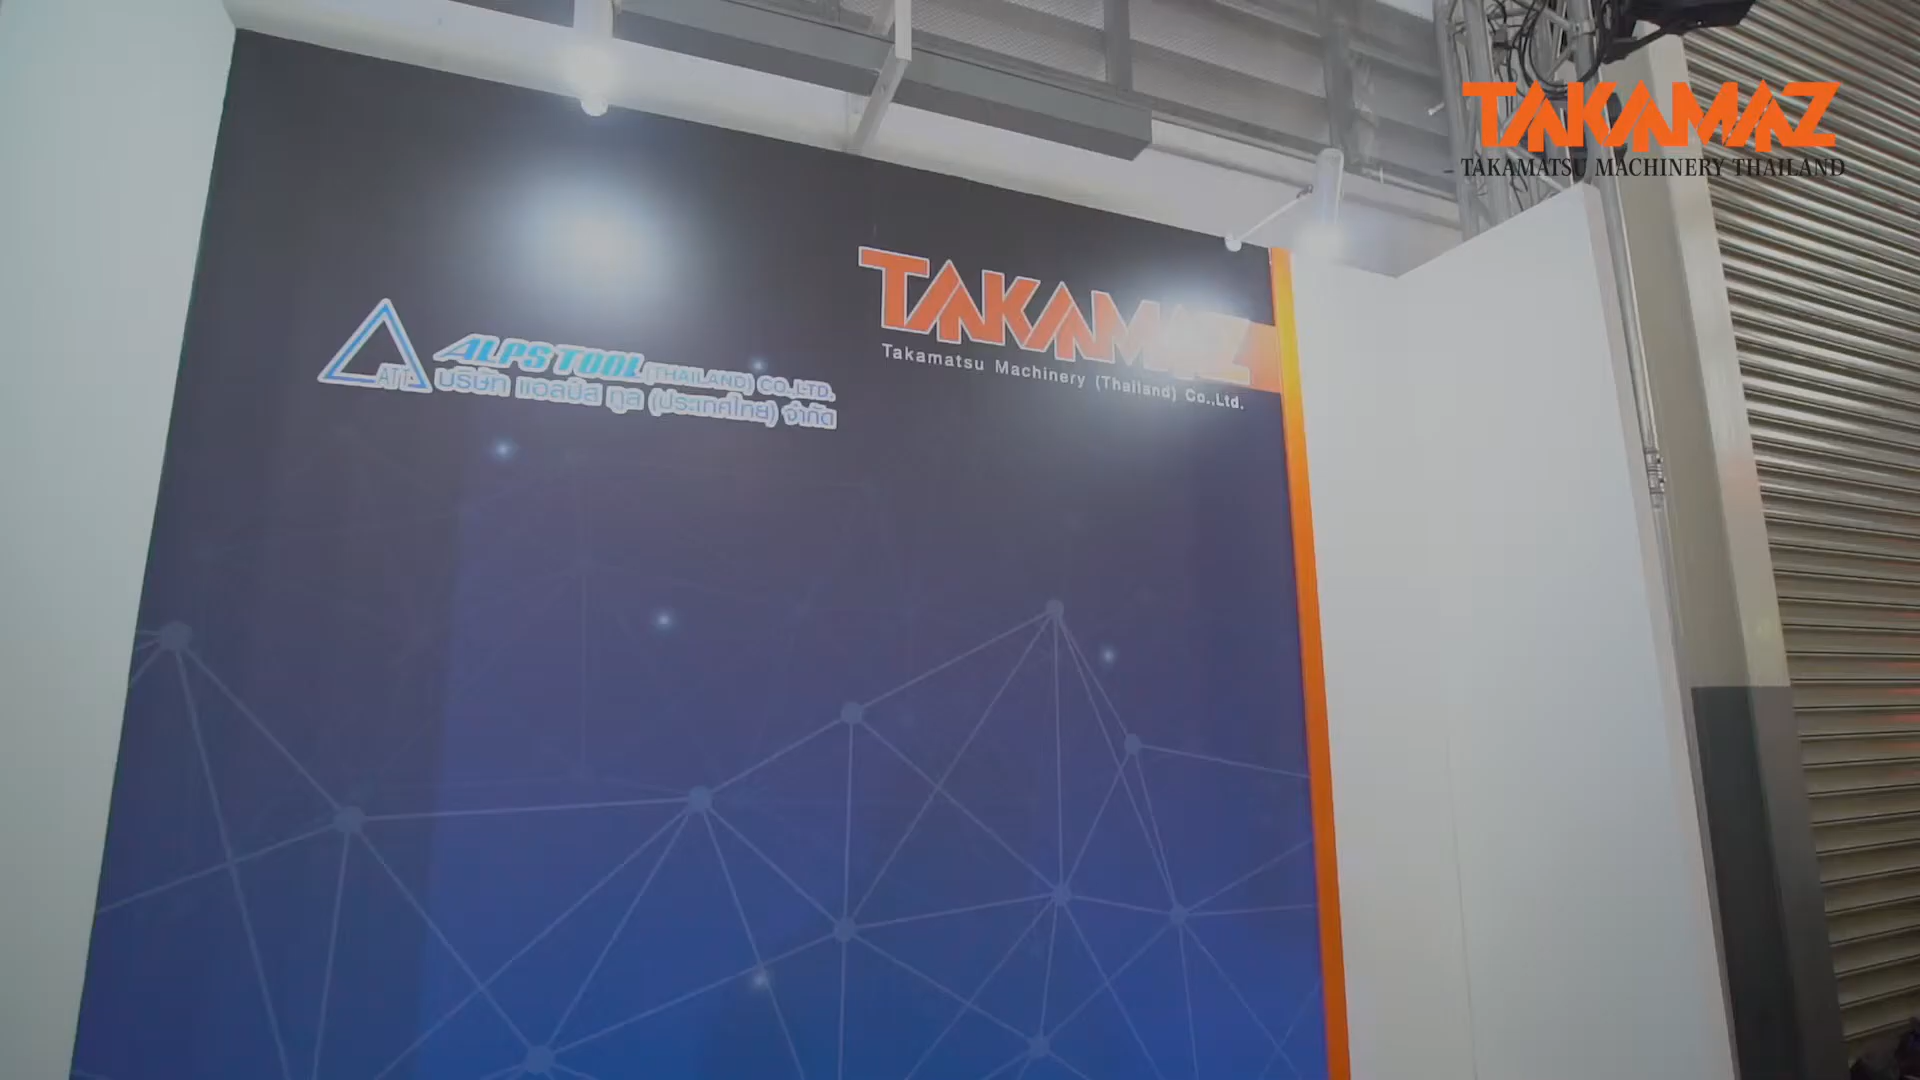 TAKAMAZ
TAKAMATSU MACHINERY THAILAND
TAKAMAZ
Takamatsu Machinery (Thailand) Co.,Ltd.
ATT
ALPS TOOL (THAILAND) CO.,LTD.
บริษัท แอลป์ส ทูล (ประเทศไทย) จำกัด